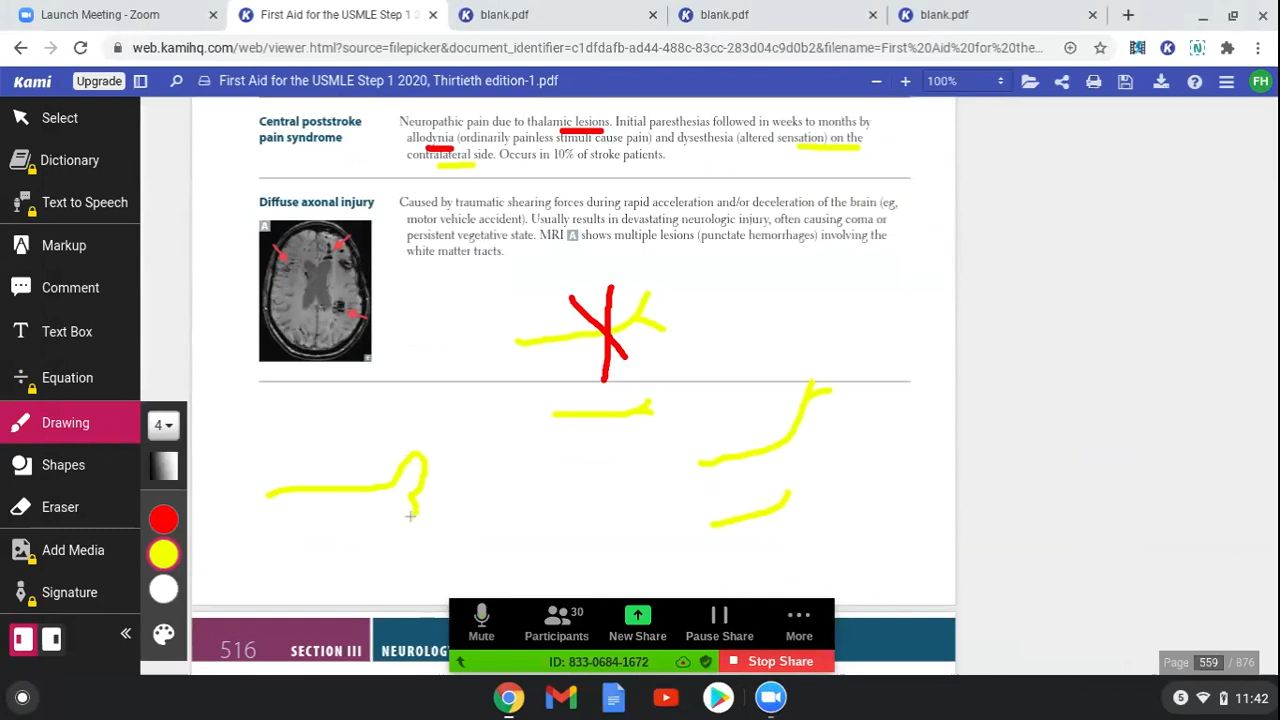 Launch Meeting - Zoom
First Aid for the USMLE Step 1 2
blank.pdf
blank.pdf
blank.pdf
web.kamihq.com/web/viewer.html?source=filepicker&document_identifier=c1dfdafb-ad44-488c-83cc-283d04c9d0b2&filename=First%20Aid%20for%20the...
Kami
Upgrade
First Aid for the USMLE Step 1 2020, Thirtieth edition-1.pdf
100%
FH
Select
Dictionary
Text to Speech
Markup
Comment
Text Box
Equation
Drawing
Shapes
Eraser
Add Media
Signature
4
Central poststroke
pain syndrome
Neuropathic pain due to thalamic lesions. Initial paresthesias followed in weeks to months by
allodynia (ordinarily painless stimuli cause pain) and dysesthesia (altered sensation) on the
contralateral side. Occurs in 10% of stroke patients.
Diffuse axonal injury
Caused by traumatic shearing forces during rapid acceleration and/or deceleration of the brain (eg,
motor vehicle accident). Usually results in devastating neurologic injury, often causing coma or
persistent vegetative state. MRI A shows multiple lesions (punctate hemorrhages) involving the
white matter tracts.
A
516
SECTION III
NEUROLOG
Mute
Participants
30
New Share
Pause Share
More
ID: 833-0684-1672
Stop Share
Page 559 / 876
5
11:42